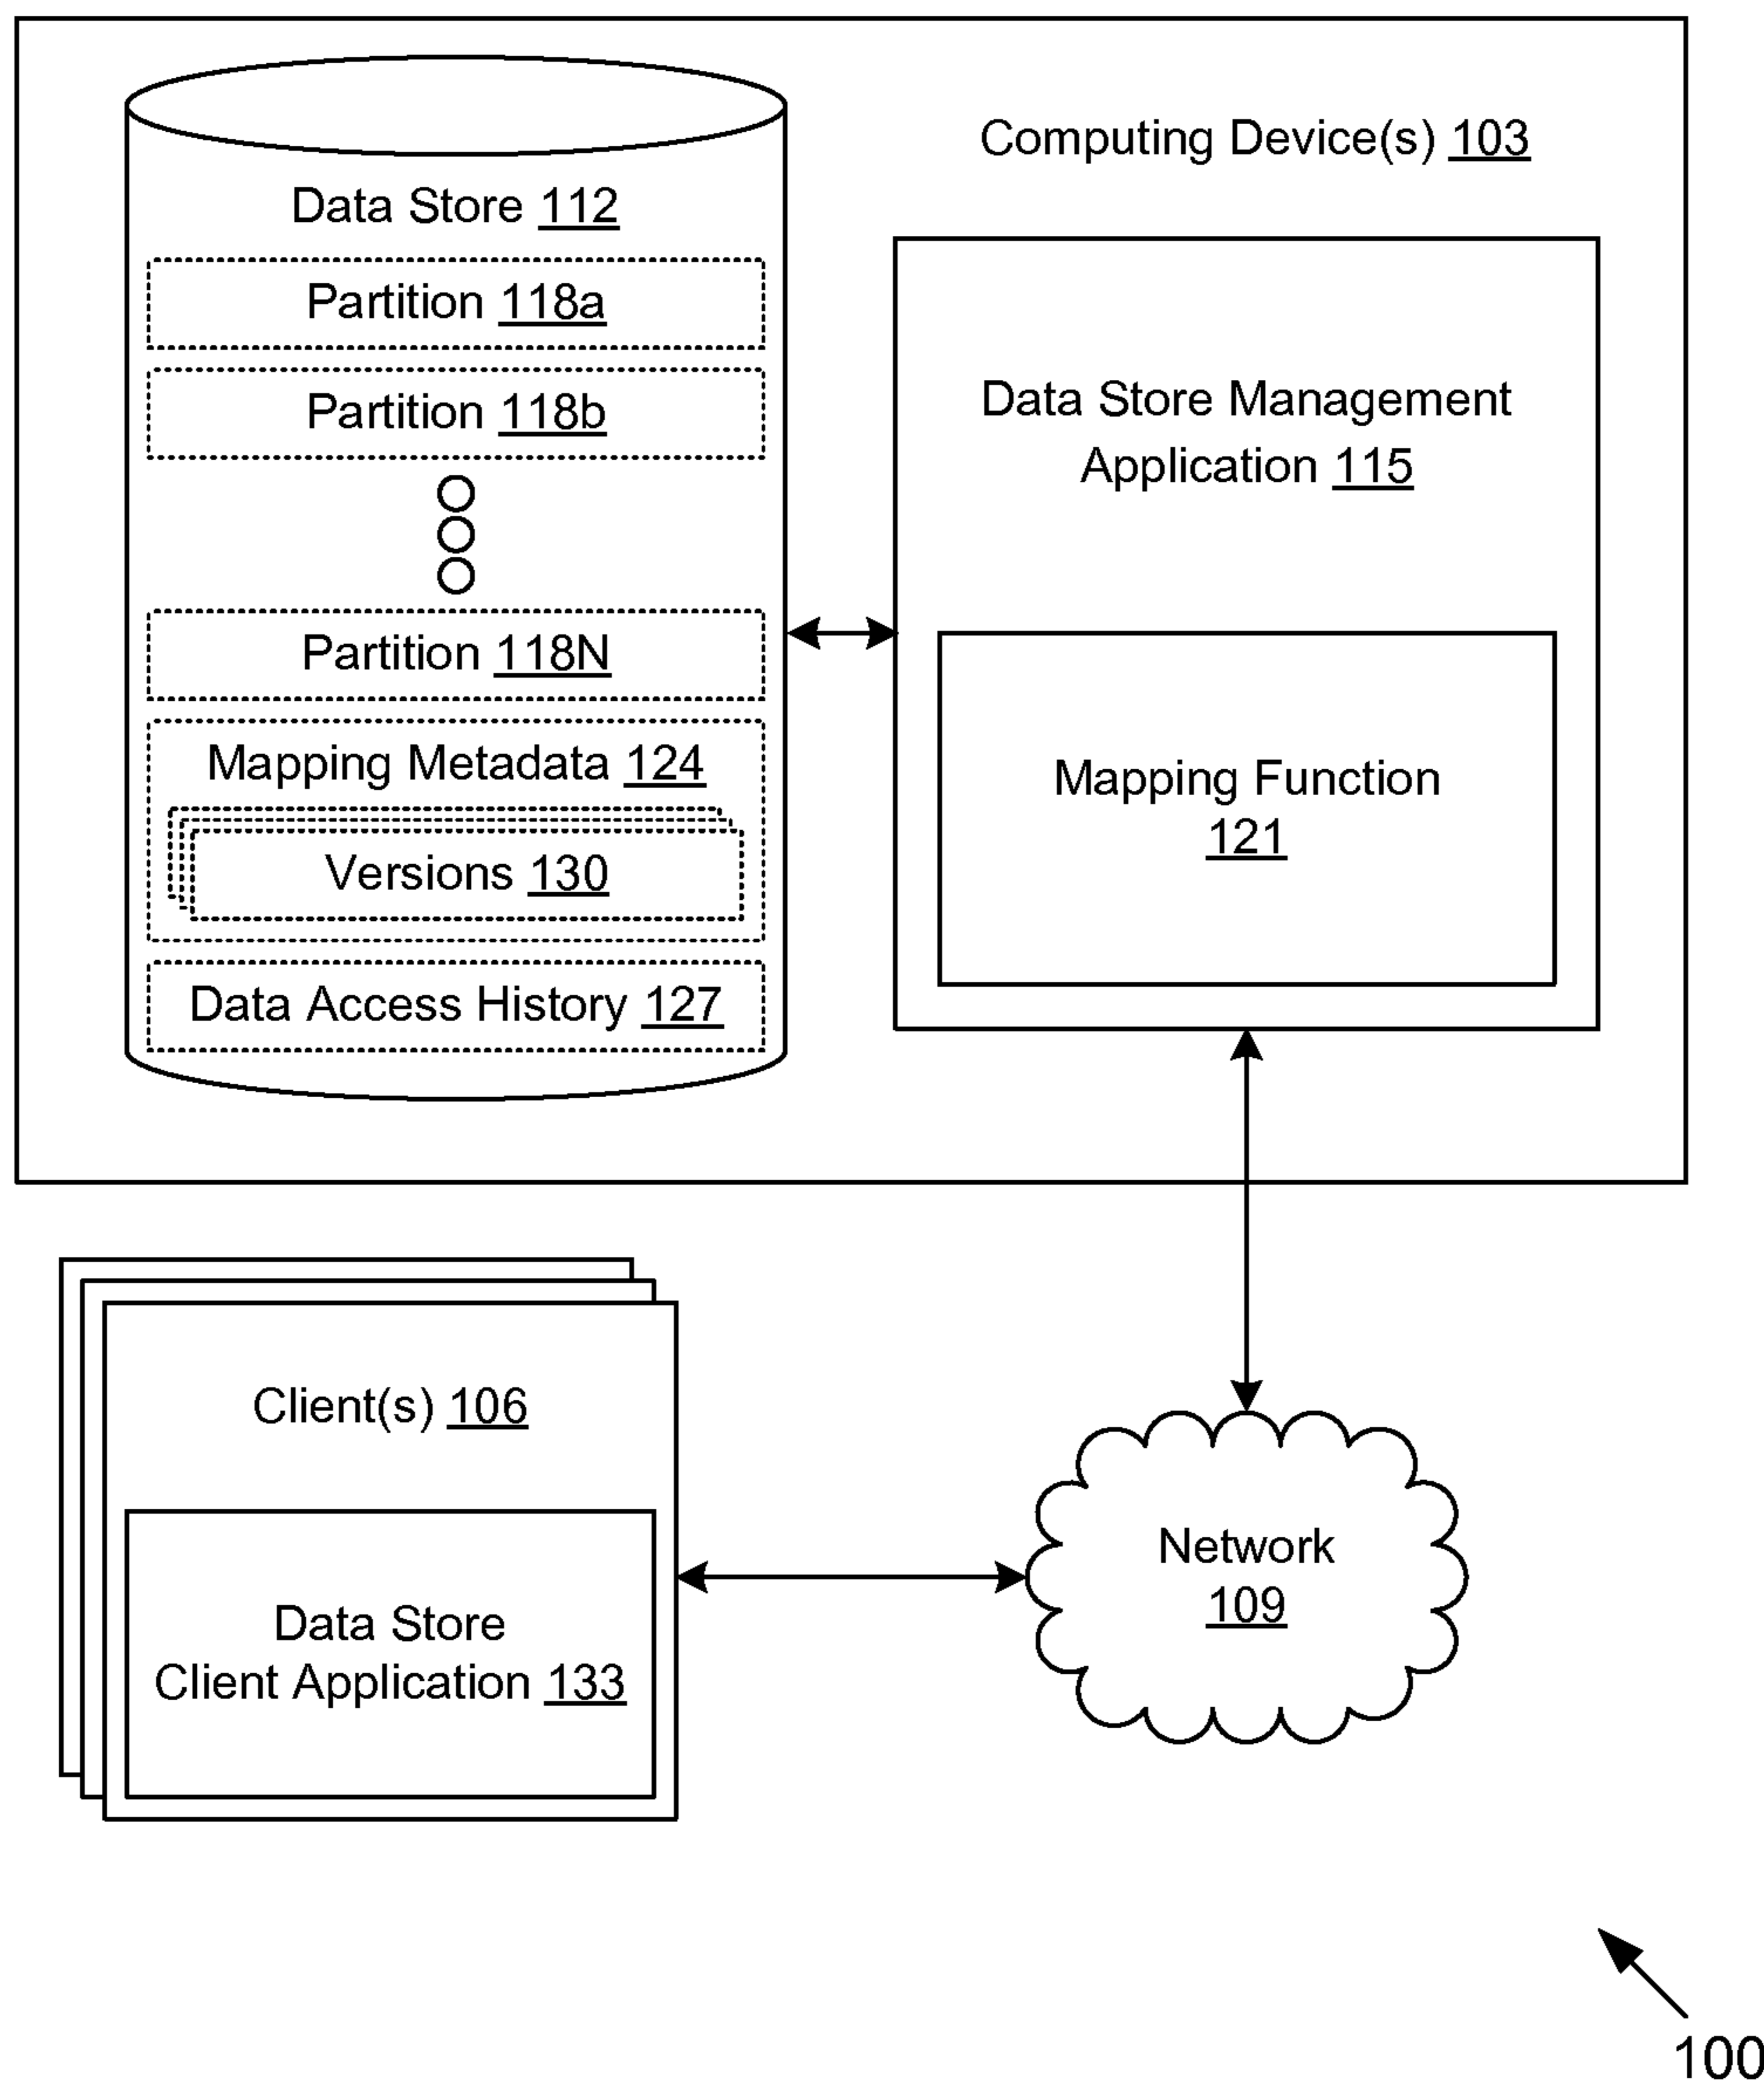 Computing Device(s) 103
Data Store 112
Partition 118a
Partition 118b
Partition 118N
Mapping Metadata 124
Versions 130
Data Access History 127
Data Store Management
Application 115
Mapping Function
121
Client(s) 106
Data Store
Client Application 133
Network
109
100